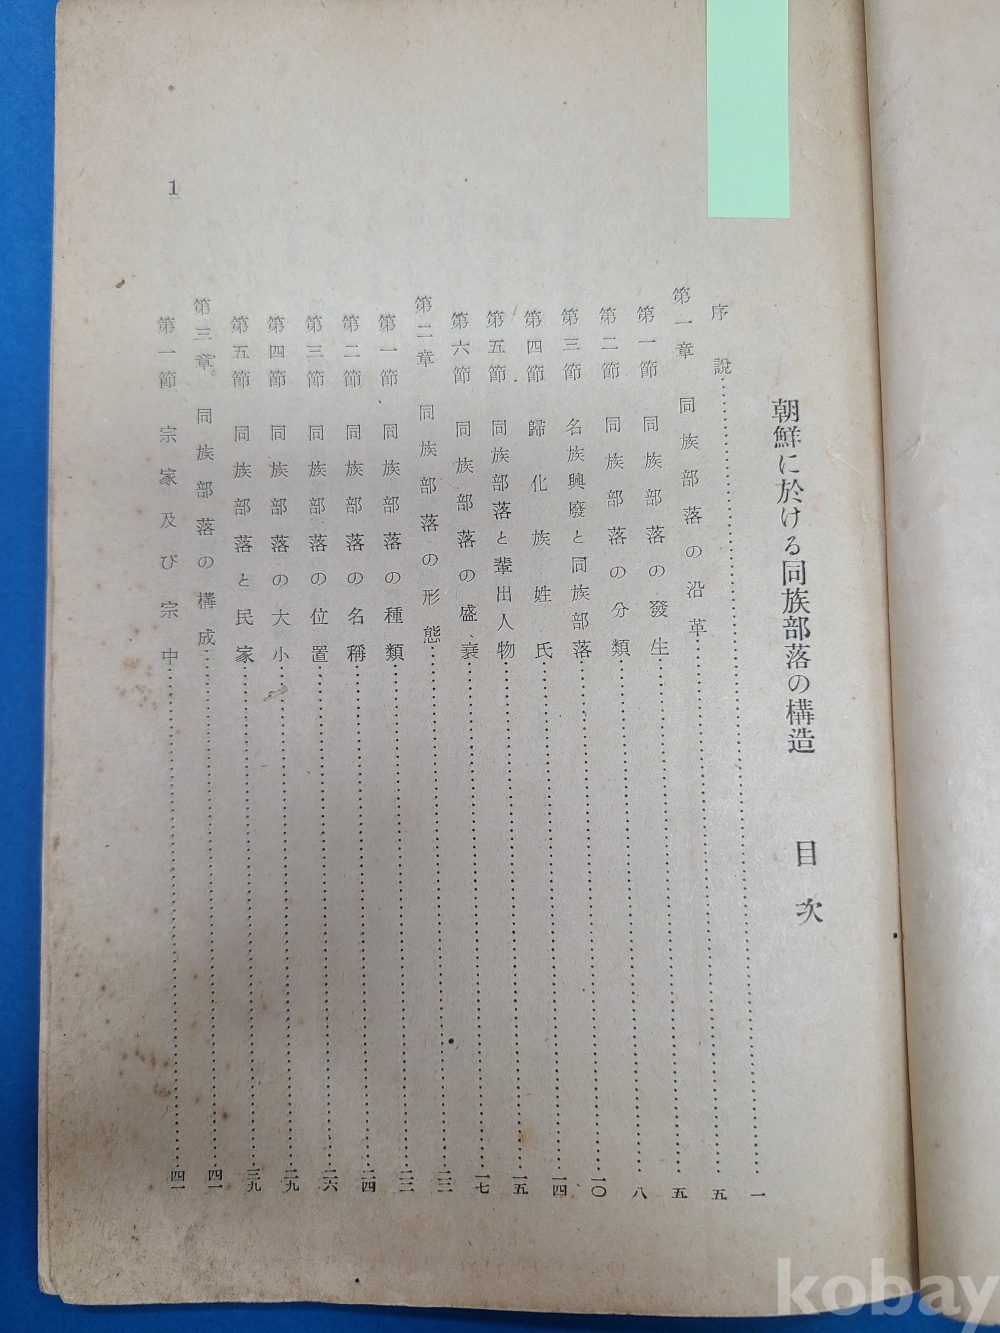 朝鮮に於ける同族部落の構造 目次
序說……一
第一章 同族部落の沿革……五
第一節 同族部落の發生……五
第二節 同族部落の分類……八
第三節 名族興廢と同族部落……一〇
第四節 歸化族姓氏……一四
第五節 同族部落と輩出人物……一五
第六節 同族部落の盛、衰……一七
第二章 同族部落の形態……二二
第一節 同族部落の種類……二二
第二節 同族部落の名稱……二四
第三節 同族部落の位置……二六
第四節 同族部落の大小……二九
第五節 同族部落と民家……三九
第三章。同族部落の構成……四一
第一節 宗家及び宗中……四一
1
kobay